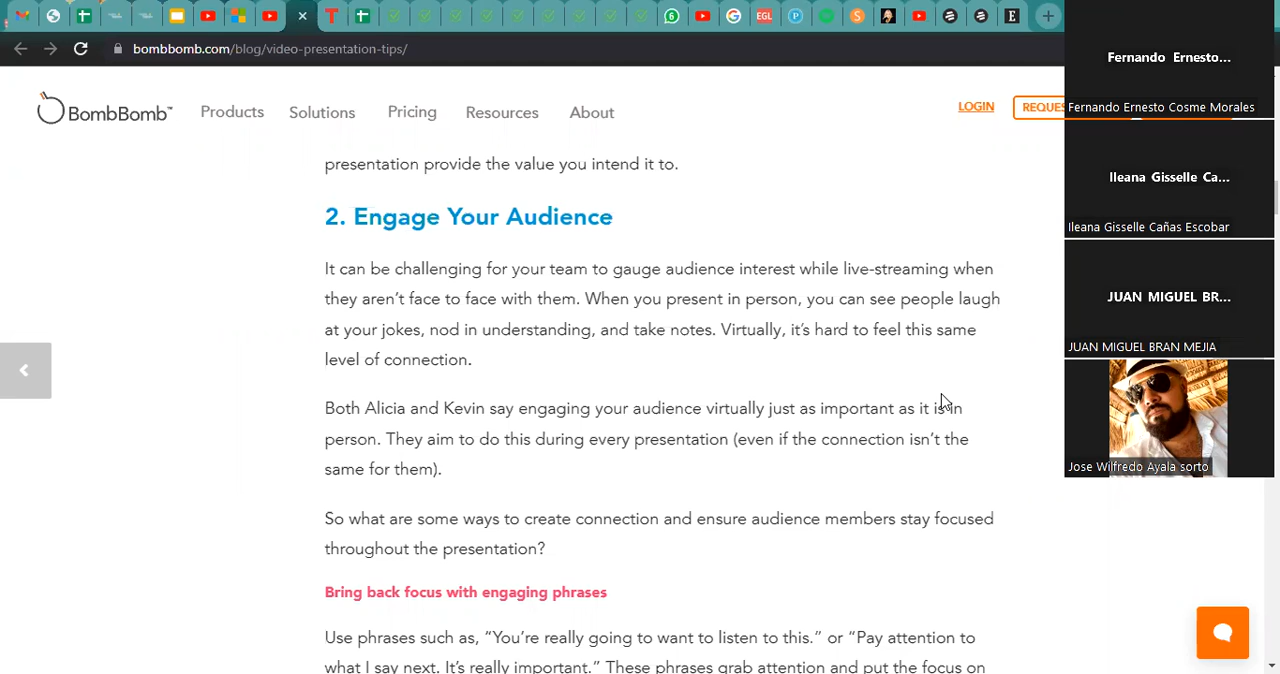 6
EGL
P
S
E
T
bombbomb.com/blog/video-presentation-tips/
BombBomb™
Products
Solutions
Pricing
Resources
About
LOGIN
REQUES
presentation provide the value you intend it to.
2. Engage Your Audience
It can be challenging for your team to gauge audience interest while live-streaming when
they aren't face to face with them. When you present in person, you can see people laugh
at your jokes, nod in understanding, and take notes. Virtually, it's hard to feel this same
level of connection.
Both Alicia and Kevin say engaging your audience virtually just as important as it is in
person. They aim to do this during every presentation (even if the connection isn't the
same for them).
So what are some ways to create connection and ensure audience members stay focused
throughout the presentation?
Bring back focus with engaging phrases
Use phrases such as, “You're really going to want to listen to this.” or “Pay attention to
what I say next. It's really important.” These phrases grab attention and put the focus on
Fernando Ernesto...
Fernando Ernesto Cosme Morales
Ileana Gisselle Ca...
Ileana Gisselle Cañas Escobar
JUAN MIGUEL BR...
JUAN MIGUEL BRAN MEJIA
Jose Wilfredo Ayala sorto